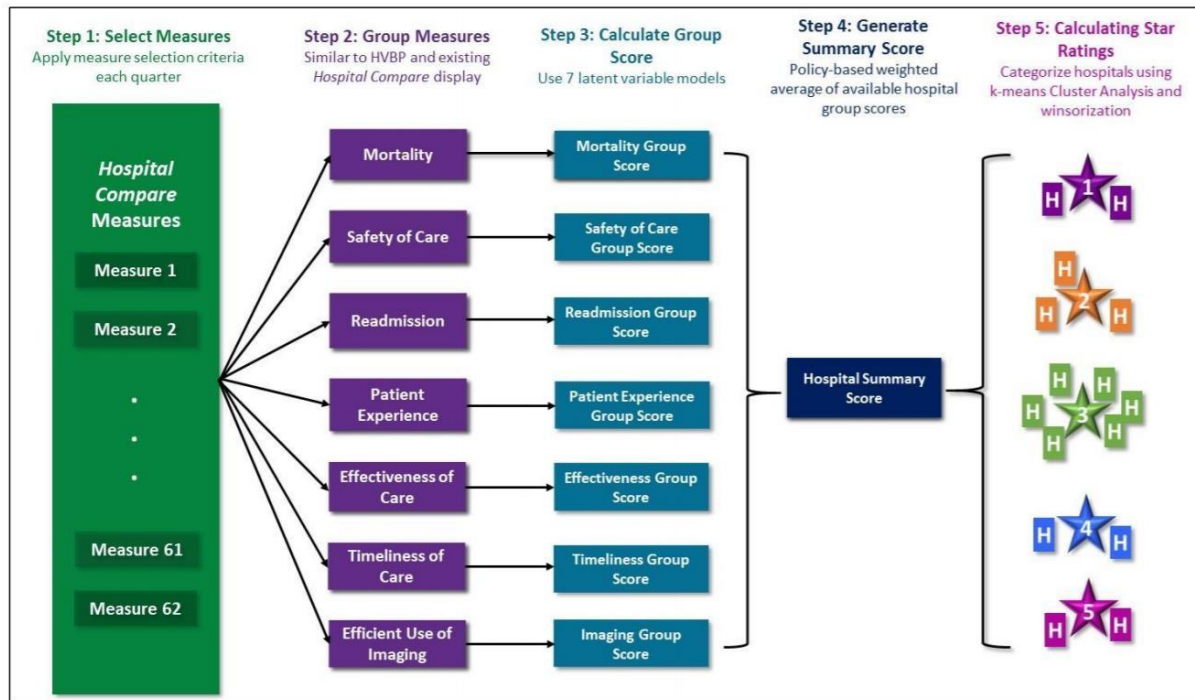 Step 1: Select Measures
Apply measure selection criteria
each quarter
Hospital
Compare
Measures
Measure 1
Measure 2
.
.
.
Measure 61
Measure 62
Step 2: Group Measures
Similar to HVBP and existing
Hospital Compare display
Mortality
Safety of Care
Readmission
Patient
Experience
Effectiveness of
Care
Timeliness of
Care
Efficient Use of
Imaging
Step 3: Calculate Group
Score
Use 7 latent variable models
Mortality Group
Score
Safety of Care
Group Score
Readmission Group
Score
Patient Experience
Group Score
Effectiveness Group
Score
Timeliness Group
Score
Imaging Group
Score
Step 4: Generate
Summary Score
Policy-based weighted
average of available hospital
group scores
Hospital Summary
Score
Step 5: Calculating Star
Ratings
Categorize hospitals using
k-means Cluster Analysis and
winsorization
H 1 H
H
H 2 H
H H
H 3 H
H H
H 4 H
H 5 H